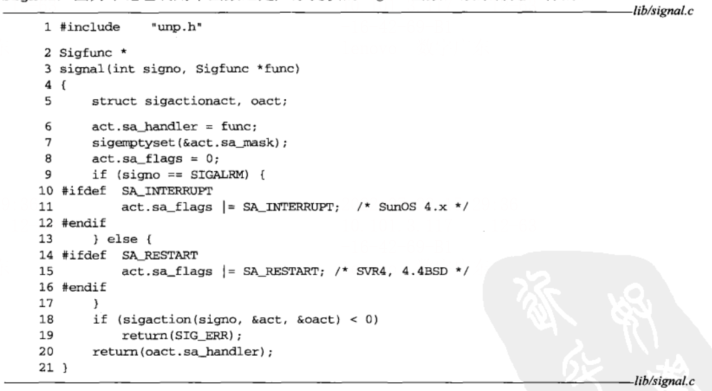 lib/signal.c
1 #include "unp.h"
2 Sigfunc *
3 signal(int signo, Sigfunc *func)
4 {
5 struct sigactionact, oact;
6 act.sa_handler = func;
7 sigemptyset(&act.sa_mask);
8 act.sa_flags = 0;
9 if (signo == SIGALRM) {
10 #ifdef SA_INTERRUPT
11 act.sa_flags |= SA_INTERRUPT; /* SunOS 4.x */
12 #endif
13 } else {
14 #ifdef SA_RESTART
15 act.sa_flags |= SA_RESTART; /* SVR4, 4.4BSD */
16 #endif
17 }
18 if (sigaction(signo, &act, &oact) < 0)
19 return(SIG_ERR);
20 return(oact.sa_handler);
21 }
lib/signal.c